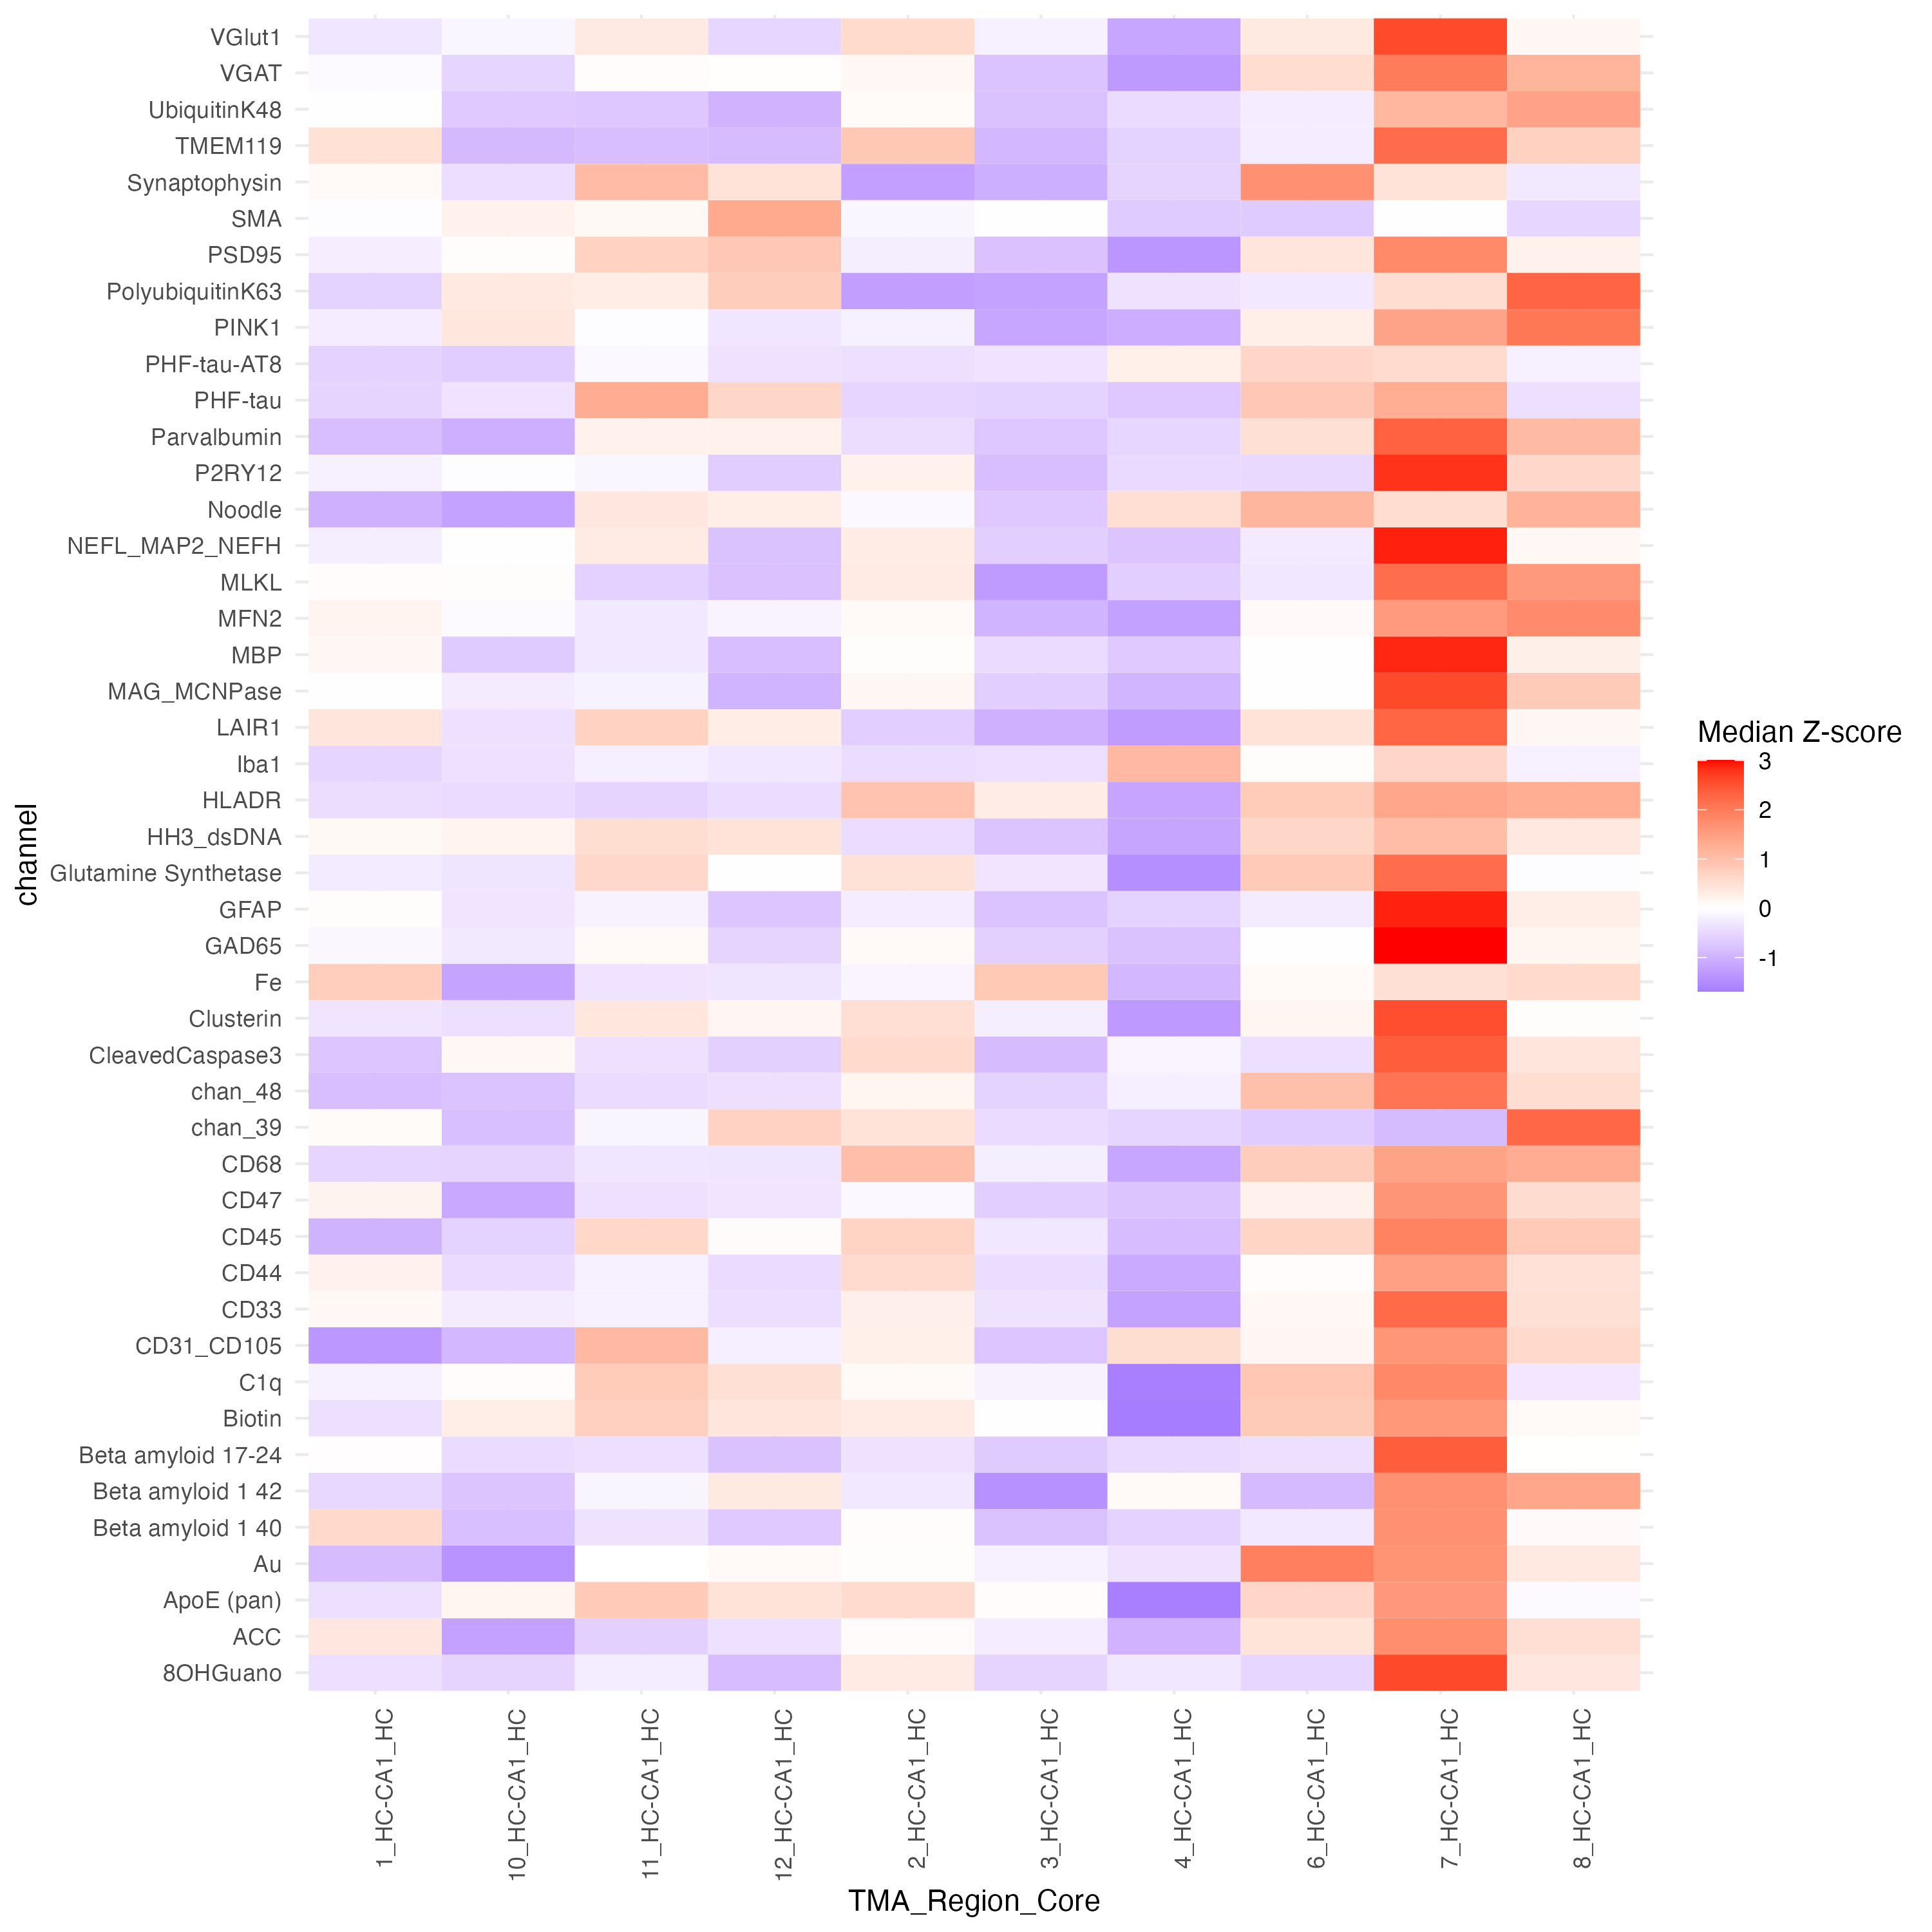 channel
VGlut1
VGAT
UbiquitinK48
TMEM119
Synaptophysin
SMA
PSD95
PolyubiquitinK63
PINK1
PHF-tau-AT8
PHF-tau
Parvalbumin
P2RY12
Noodle
NEFL_MAP2_NEFH
MLKL
MFN2
MBP
MAG_MCNPase
LAIR1
Iba1
HLADR
HH3_dsDNA
Glutamine Synthetase
GFAP
GAD65
Fe
Clusterin
CleavedCaspase3
chan_48
chan_39
CD68
CD47
CD45
CD44
CD33
CD31_CD105
C1q
Biotin
Beta amyloid 17-24
Beta amyloid 1 42
Beta amyloid 1 40
Au
ApoE (pan)
ACC
8OHGuano
1_HC-CA1_HC
10_HC-CA1_HC
11_HC-CA1_HC
12_HC-CA1_HC
2_HC-CA1_HC
3_HC-CA1_HC
4_HC-CA1_HC
6_HC-CA1_HC
7_HC-CA1_HC
8_HC-CA1_HC
TMA_Region_Core
Median Z-score
3
2
1
0
-1